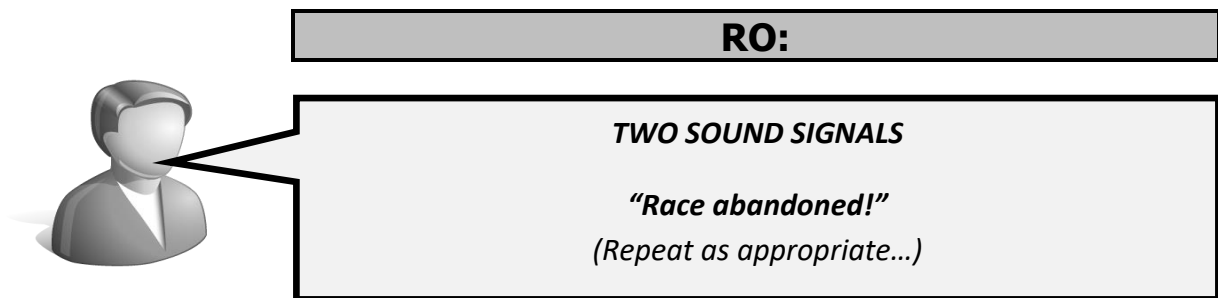 RO:
TWO SOUND SIGNALS
“Race abandoned!”
(Repeat as appropriate…)